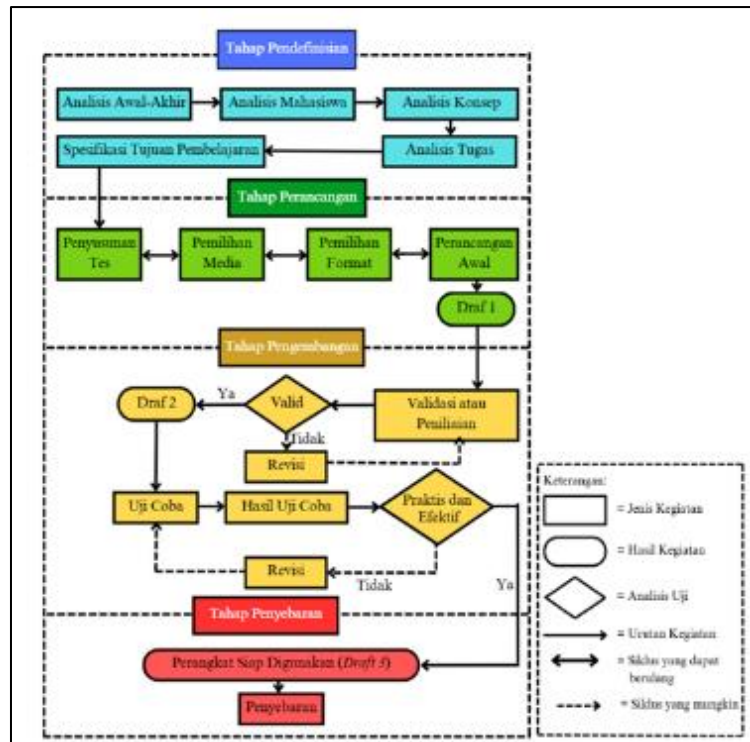 Tahap Pendefinisian
Analisis Awal-Akhir
Analisis Mahasiswa
Analisis Konsep
Spesifikasi Tujuan Pembelajaran
Analisis Tugas
Tahap Perancangan
Penyusunan
Tes
Pemilihan
Media
Pemilihan
Format
Perancangan
Awal
Draf 1
Tahap Pengembangan
Draf 2
Ya
Valid
Validasi atau
Penilaian
Tidak
Revisi
Uji Coba
Hasil Uji Coba
Praktis dan
Efektif
Revisi
Tidak
Ya
Tahap Penyebaran
Perangkat Siap Digunakan (Draft 3)
Penyebaran
Keterangan:
= Jenis Kegiatan
= Hasil Kegiatan
= Analisis Uji
= Urutan Kegiatan
= Siklus yang dapat
berulang
= Siklus yang mungkin